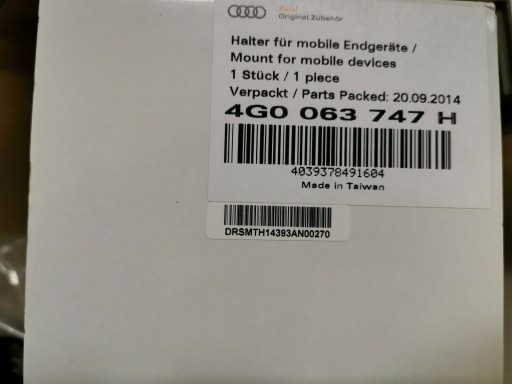 Audi
Original Zubehör
Halter für mobile Endgeräte /
Mount for mobile devices
1 Stück / 1 piece
Verpackt / Parts Packed: 20.09.2014
4G0 063 747 H
4039378491604
Made in Taiwan
DRSMTH14393AN00270